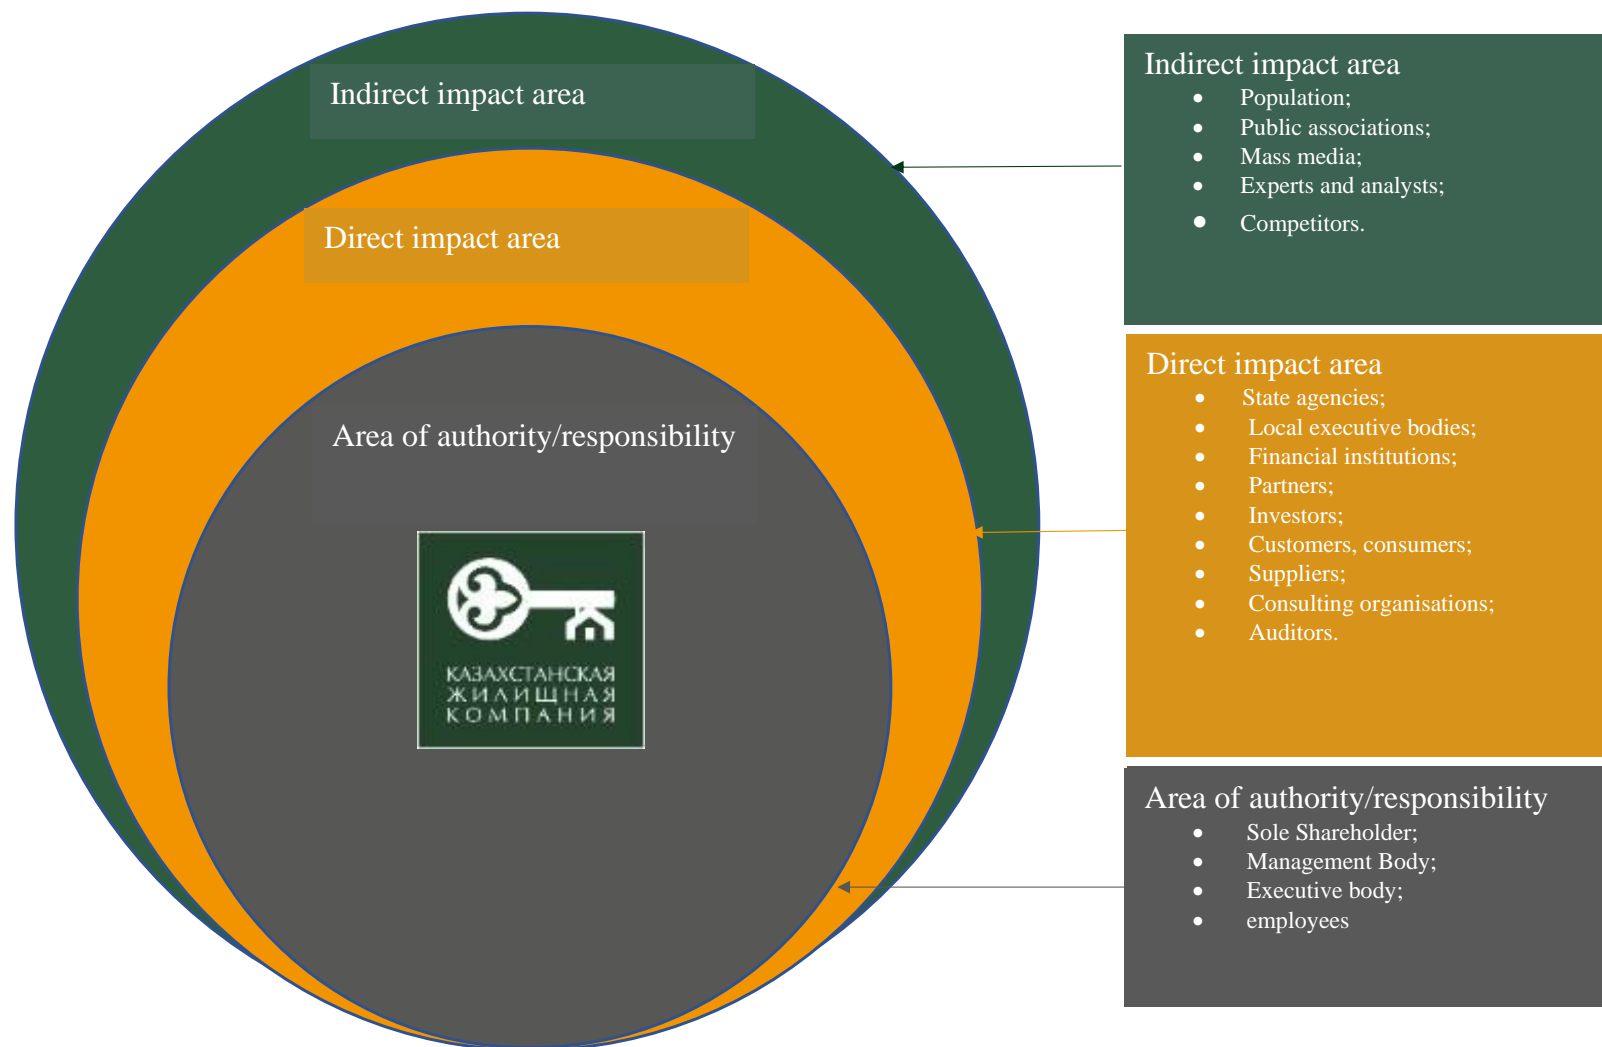 Indirect impact area
Direct impact area
Area of authority/responsibility
КАЗАХСТАНСКАЯ
ЖИЛИЩНАЯ
КОМПАНИЯ
Indirect impact area
• Population;
• Public associations;
• Mass media;
• Experts and analysts;
• Competitors.
Direct impact area
• State agencies;
• Local executive bodies;
• Financial institutions;
• Partners;
• Investors;
• Customers, consumers;
• Suppliers;
• Consulting organisations;
• Auditors.
Area of authority/responsibility
• Sole Shareholder;
• Management Body;
• Executive body;
• employees